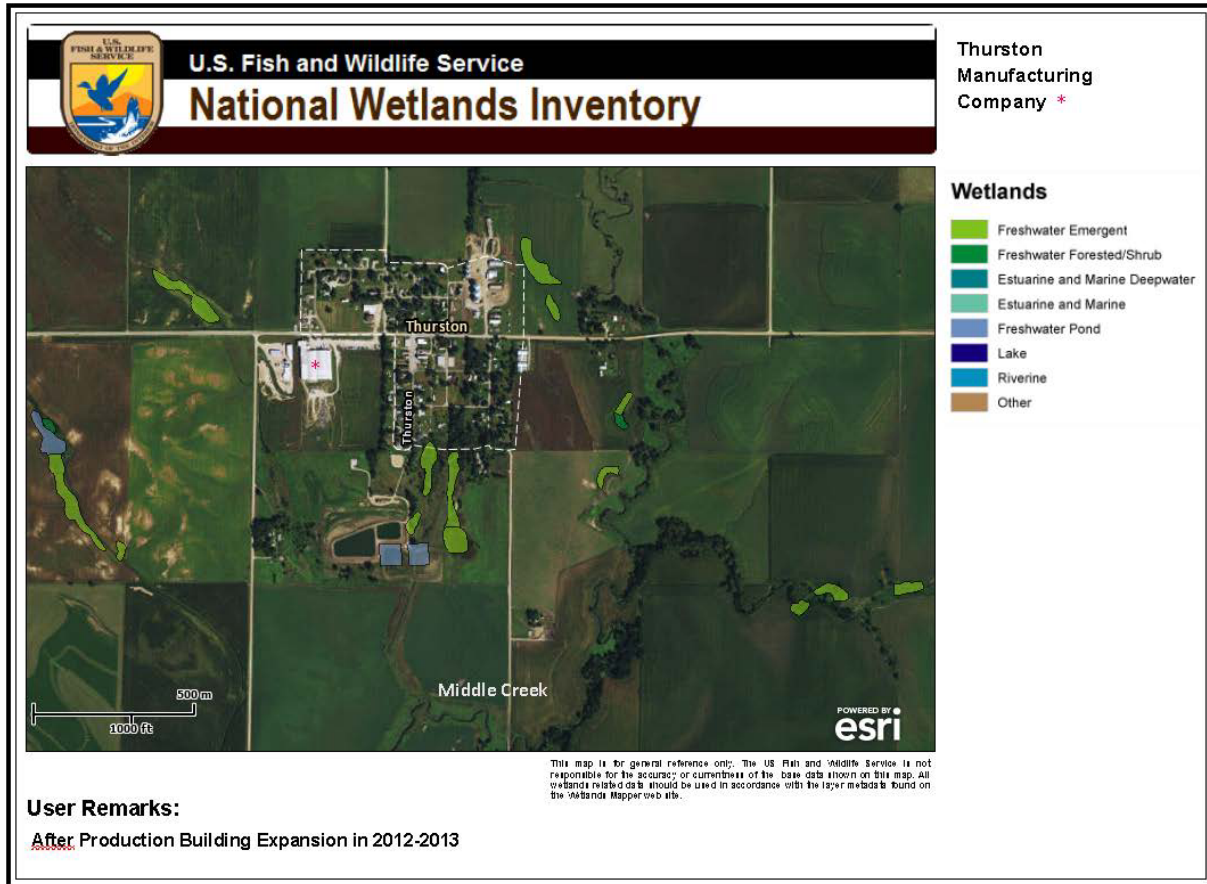 U.S.
FISH & WILDLIFE
SERVICE
DEPARTMENT OF THE INTERIOR
U.S. Fish and Wildlife Service
National Wetlands Inventory
Thurston
Manufacturing
Company *
Thurston
*
Thurston
Middle Creek
500 m
1000 ft
POWERED BY
esri
Wetlands
Freshwater Emergent
Freshwater Forested/Shrub
Estuarine and Marine Deepwater
Estuarine and Marine
Freshwater Pond
Lake
Riverine
Other
This map is for general reference only. The US Fish and Wildlife Service is not
responsible for the accuracy or currentness of the base data shown on this map. All
wetlands related data should be used in accordance with the layer metadata found on
the Wetlands Mapper web site.
User Remarks:
After Production Building Expansion in 2012-2013